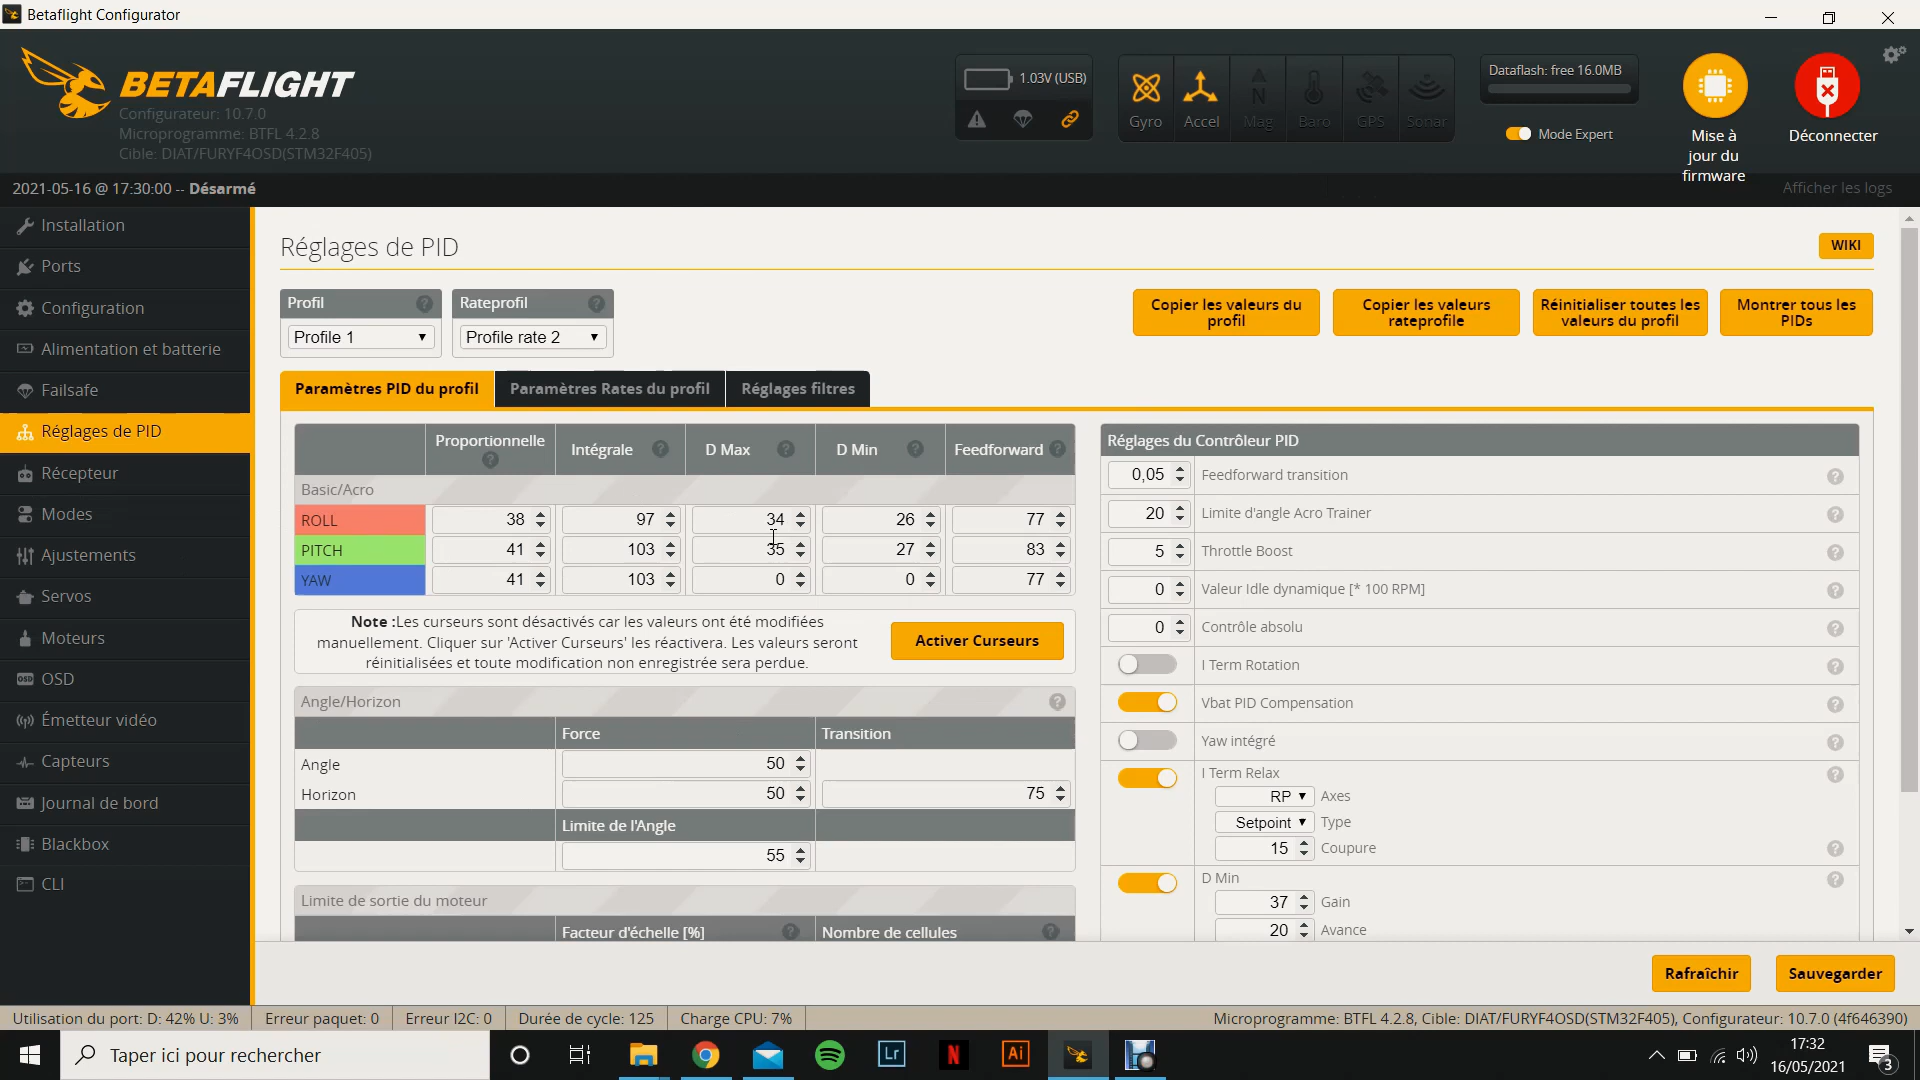 Betaflight Configurator
BETAFLIGHT
Configurateur: 10.7.0
Microprogramme: BTFL 4.2.8
Cible: DIAT/FURYF4OSD(STM32F405)
1.03V (USB)
Gyro
Accel
Mag
Baro
GPS
Sonar
Dataflash: free 16.0MB
Mode Expert
Mise à
jour du
firmware
Déconnecter
2021-05-16 @ 17:30:00 -- Désarmé
Afficher les logs
Installation
Ports
Configuration
Alimentation et batterie
Failsafe
Réglages de PID
Récepteur
Modes
Ajustements
Servos
Moteurs
OSD
Émetteur vidéo
Capteurs
Journal de bord
Blackbox
CLI
Réglages de PID
WIKI
Profil
Rateprofil
Profile 1
Profile rate 2
Copier les valeurs du
profil
Copier les valeurs
rateprofile
Réinitialiser toutes les
valeurs du profil
Montrer tous les
PIDs
Paramètres PID du profil
Paramètres Rates du profil
Réglages filtres
Proportionnelle
Intégrale
D Max
D Min
Feedforward
Basic/Acro
ROLL 38 97 34 26 77
PITCH 41 103 35 27 83
YAW 41 103 0 0 77
Note :Les curseurs sont désactivés car les valeurs ont été modifiées
manuellement. Cliquer sur 'Activer Curseurs' les réactivera. Les valeurs seront
réinitialisées et toute modification non enregistrée sera perdue.
Activer Curseurs
Angle/Horizon
Force
Transition
Angle 50
Horizon 50 75
Limite de l'Angle
55
Limite de sortie du moteur
Facteur d'échelle [%]
Nombre de cellules
Réglages du Contrôleur PID
0,05 Feedforward transition
20 Limite d'angle Acro Trainer
5 Throttle Boost
0 Valeur Idle dynamique [* 100 RPM]
0 Contrôle absolu
I Term Rotation
Vbat PID Compensation
Yaw intégré
I Term Relax
RP Axes
Setpoint Type
15 Coupure
D Min
37 Gain
20 Avance
Rafraîchir
Sauvegarder
Utilisation du port: D: 42% U: 3%
Erreur paquet: 0
Erreur I2C: 0
Durée de cycle: 125
Charge CPU: 7%
Microprogramme: BTFL 4.2.8, Cible: DIAT/FURYF4OSD(STM32F405), Configurateur: 10.7.0 (4f646390)
Taper ici pour rechercher
Lr
N
Ai
17:32
16/05/2021
3